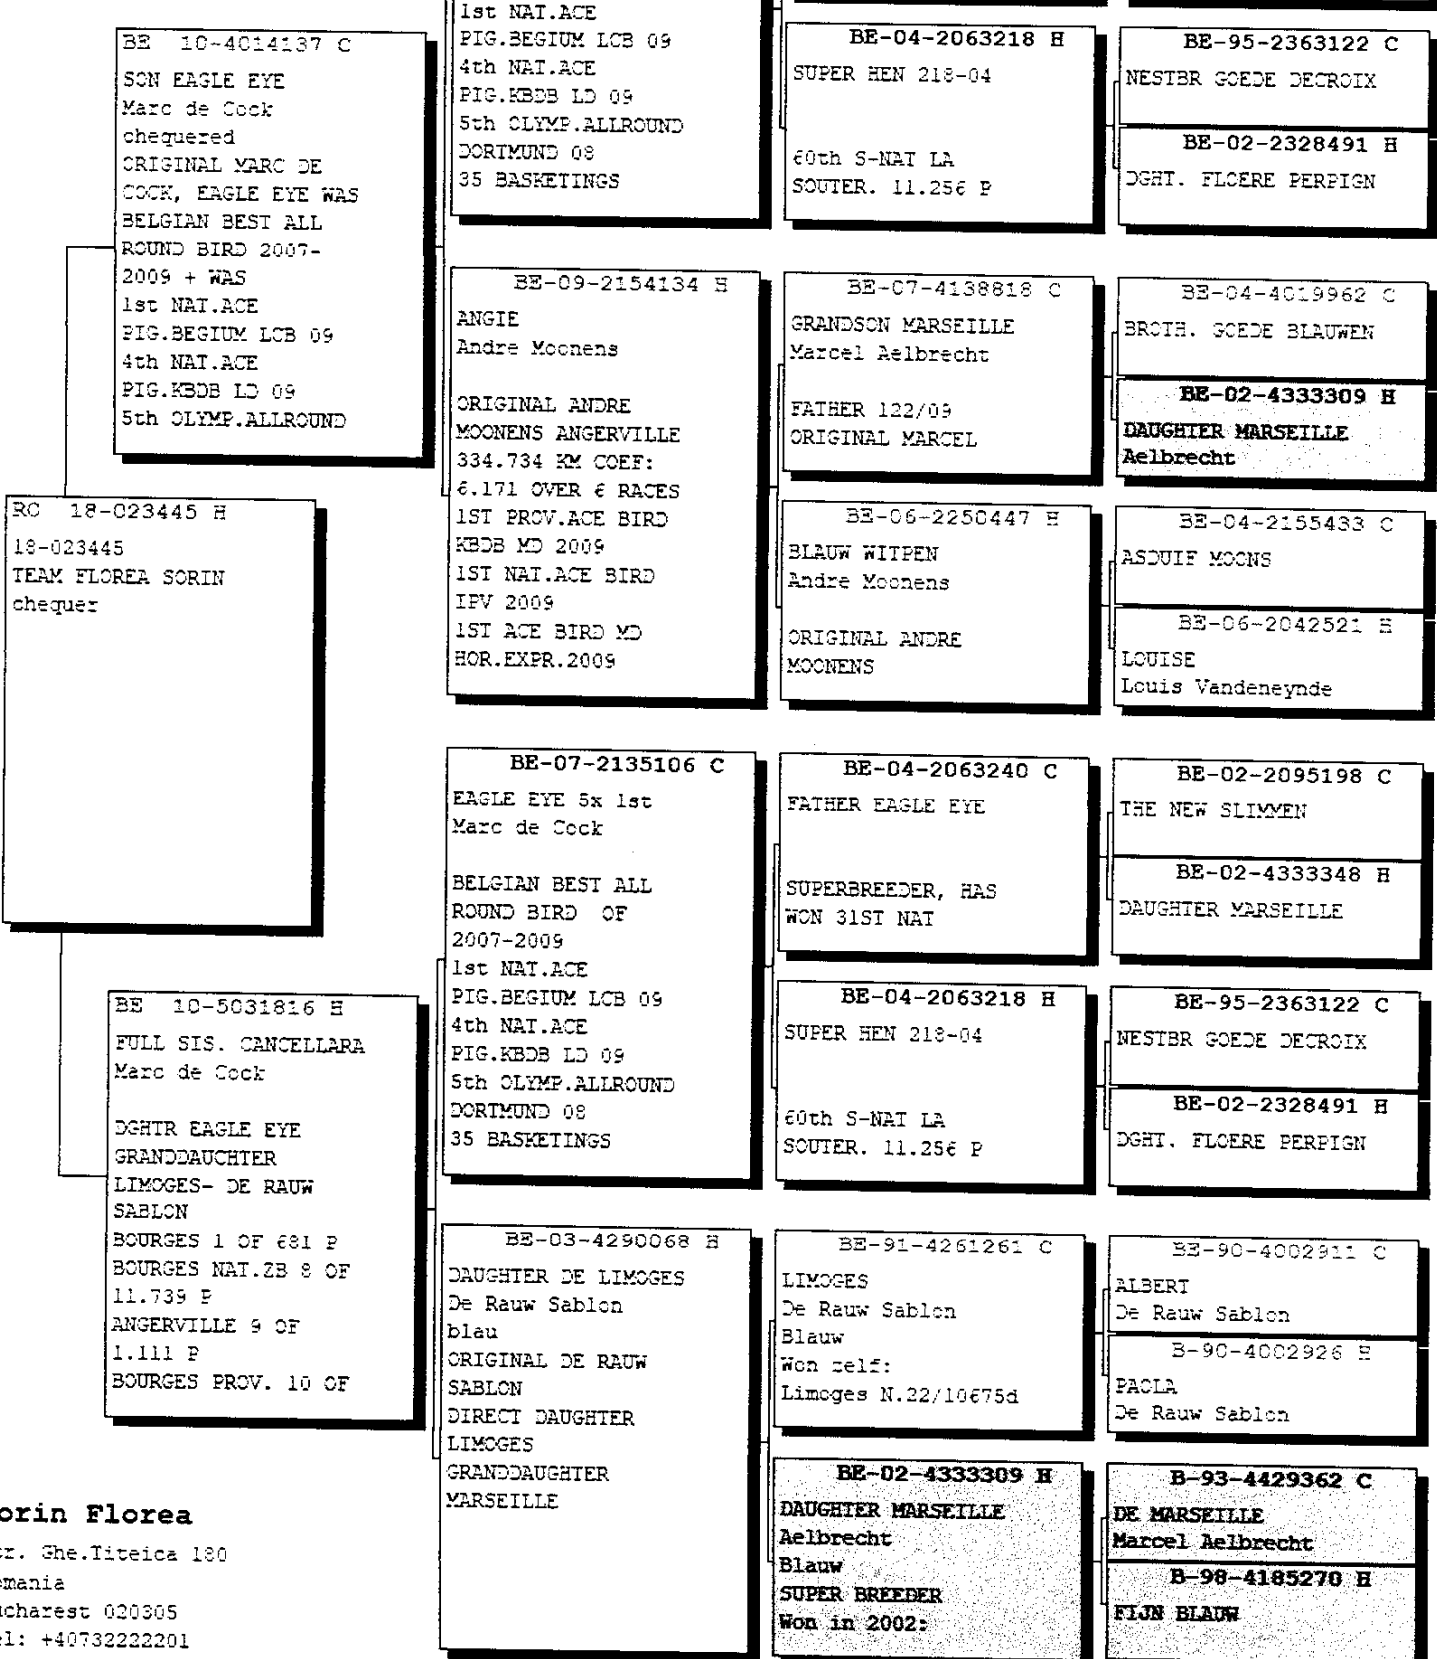 RO 18-023445 H
18-023445
TEAM FLOREA SORIN
chequer
BE 10-4014137 C
SON EAGLE EYE
Marc de Cock
chequered
ORIGINAL MARC DE
COCK, EAGLE EYE WAS
BELGIAN BEST ALL
ROUND BIRD 2007-
2009 + WAS
1st NAT.ACE
PIG.BEGIUM LCB 09
4th NAT.ACE
PIG.KBDB LD 09
5th OLYMP.ALLROUND
BE 10-5031816 H
FULL SIS. CANCELLARA
Marc de Cock
DGHTR EAGLE EYE
GRANDDAUCHTER
LIMOGES- DE RAUW
SABLON
BOURGES 1 OF 681 P
BOURGES NAT.ZB 8 OF
11.739 P
ANGERVILLE 9 OF
1.111 P
BOURGES PROV. 10 OF
1st NAT.ACE
PIG.BEGIUM LCB 09
4th NAT.ACE
PIG.KBDB LD 09
5th OLYMP.ALLROUND
DORTMUND 08
35 BASKETINGS
BE-09-2154134 H
ANGIE
Andre Moonens
ORIGINAL ANDRE
MOONENS ANGERVILLE
334.734 KM COEF:
6.171 OVER 6 RACES
1ST PROV.ACE BIRD
KBDB MD 2009
1ST NAT.ACE BIRD
IPV 2009
1ST ACE BIRD MD
HOR.EXPR.2009
BE-07-2135106 C
EAGLE EYE 5x 1st
Marc de Cock
BELGIAN BEST ALL
ROUND BIRD OF
2007-2009
1st NAT.ACE
PIG.BEGIUM LCB 09
4th NAT.ACE
PIG.KBDB LD 09
5th OLYMP.ALLROUND
DORTMUND 08
35 BASKETINGS
BE-03-4290068 H
DAUGHTER DE LIMOGES
De Rauw Sablon
blau
ORIGINAL DE RAUW
SABLON
DIRECT DAUGHTER
LIMOGES
GRANDDAUGHTER
MARSEILLE
BE-04-2063218 H
SUPER HEN 218-04
60th S-NAT LA
SOUTER. 11.256 P
BE-07-4138818 C
GRANDSON MARSEILLE
Marcel Aelbrecht
FATHER 122/09
ORIGINAL MARCEL
BE-06-2250447 H
BLAUW WITPEN
Andre Moonens
ORIGINAL ANDRE
MOONENS
BE-04-2063240 C
FATHER EAGLE EYE
SUPERBREEDER, HAS
WON 31ST NAT
BE-04-2063218 H
SUPER HEN 218-04
60th S-NAT LA
SOUTER. 11.256 P
BE-91-4261261 C
LIMOGES
De Rauw Sablon
Blauw
Won zelf:
Limoges N.22/10675d
BE-02-4333309 H
DAUGHTER MARSEILLE
Aelbrecht
Blauw
SUPER BREEDER
Won in 2002:
BE-95-2363122 C
NESTBR GOEDE DECROIX
BE-02-2328491 H
DGHT. FLOERE PERPIGN
BE-04-4019962 C
BROTH. GOEDE BLAUWEN
BE-02-4333309 H
DAUGHTER MARSEILLE
Aelbrecht
BE-04-2155433 C
ASDUIF MOONS
BE-06-2042521 H
LOUISE
Louis Vandeneynde
BE-02-2095198 C
THE NEW SLIMMEN
BE-02-4333348 H
DAUGHTER MARSEILLE
BE-95-2363122 C
NESTBR GOEDE DECROIX
BE-02-2328491 H
DGHT. FLOERE PERPIGN
BE-90-4002911 C
ALBERT
De Rauw Sablon
B-90-4002926 H
PAOLA
De Rauw Sablon
B-93-4429362 C
DE MARSEILLE
Marcel Aelbrecht
B-98-4185270 H
FIJN BLAUW
orin Florea
tr. Ghe.Titeica 180
omania
ucharest 020305
el: +40732222201